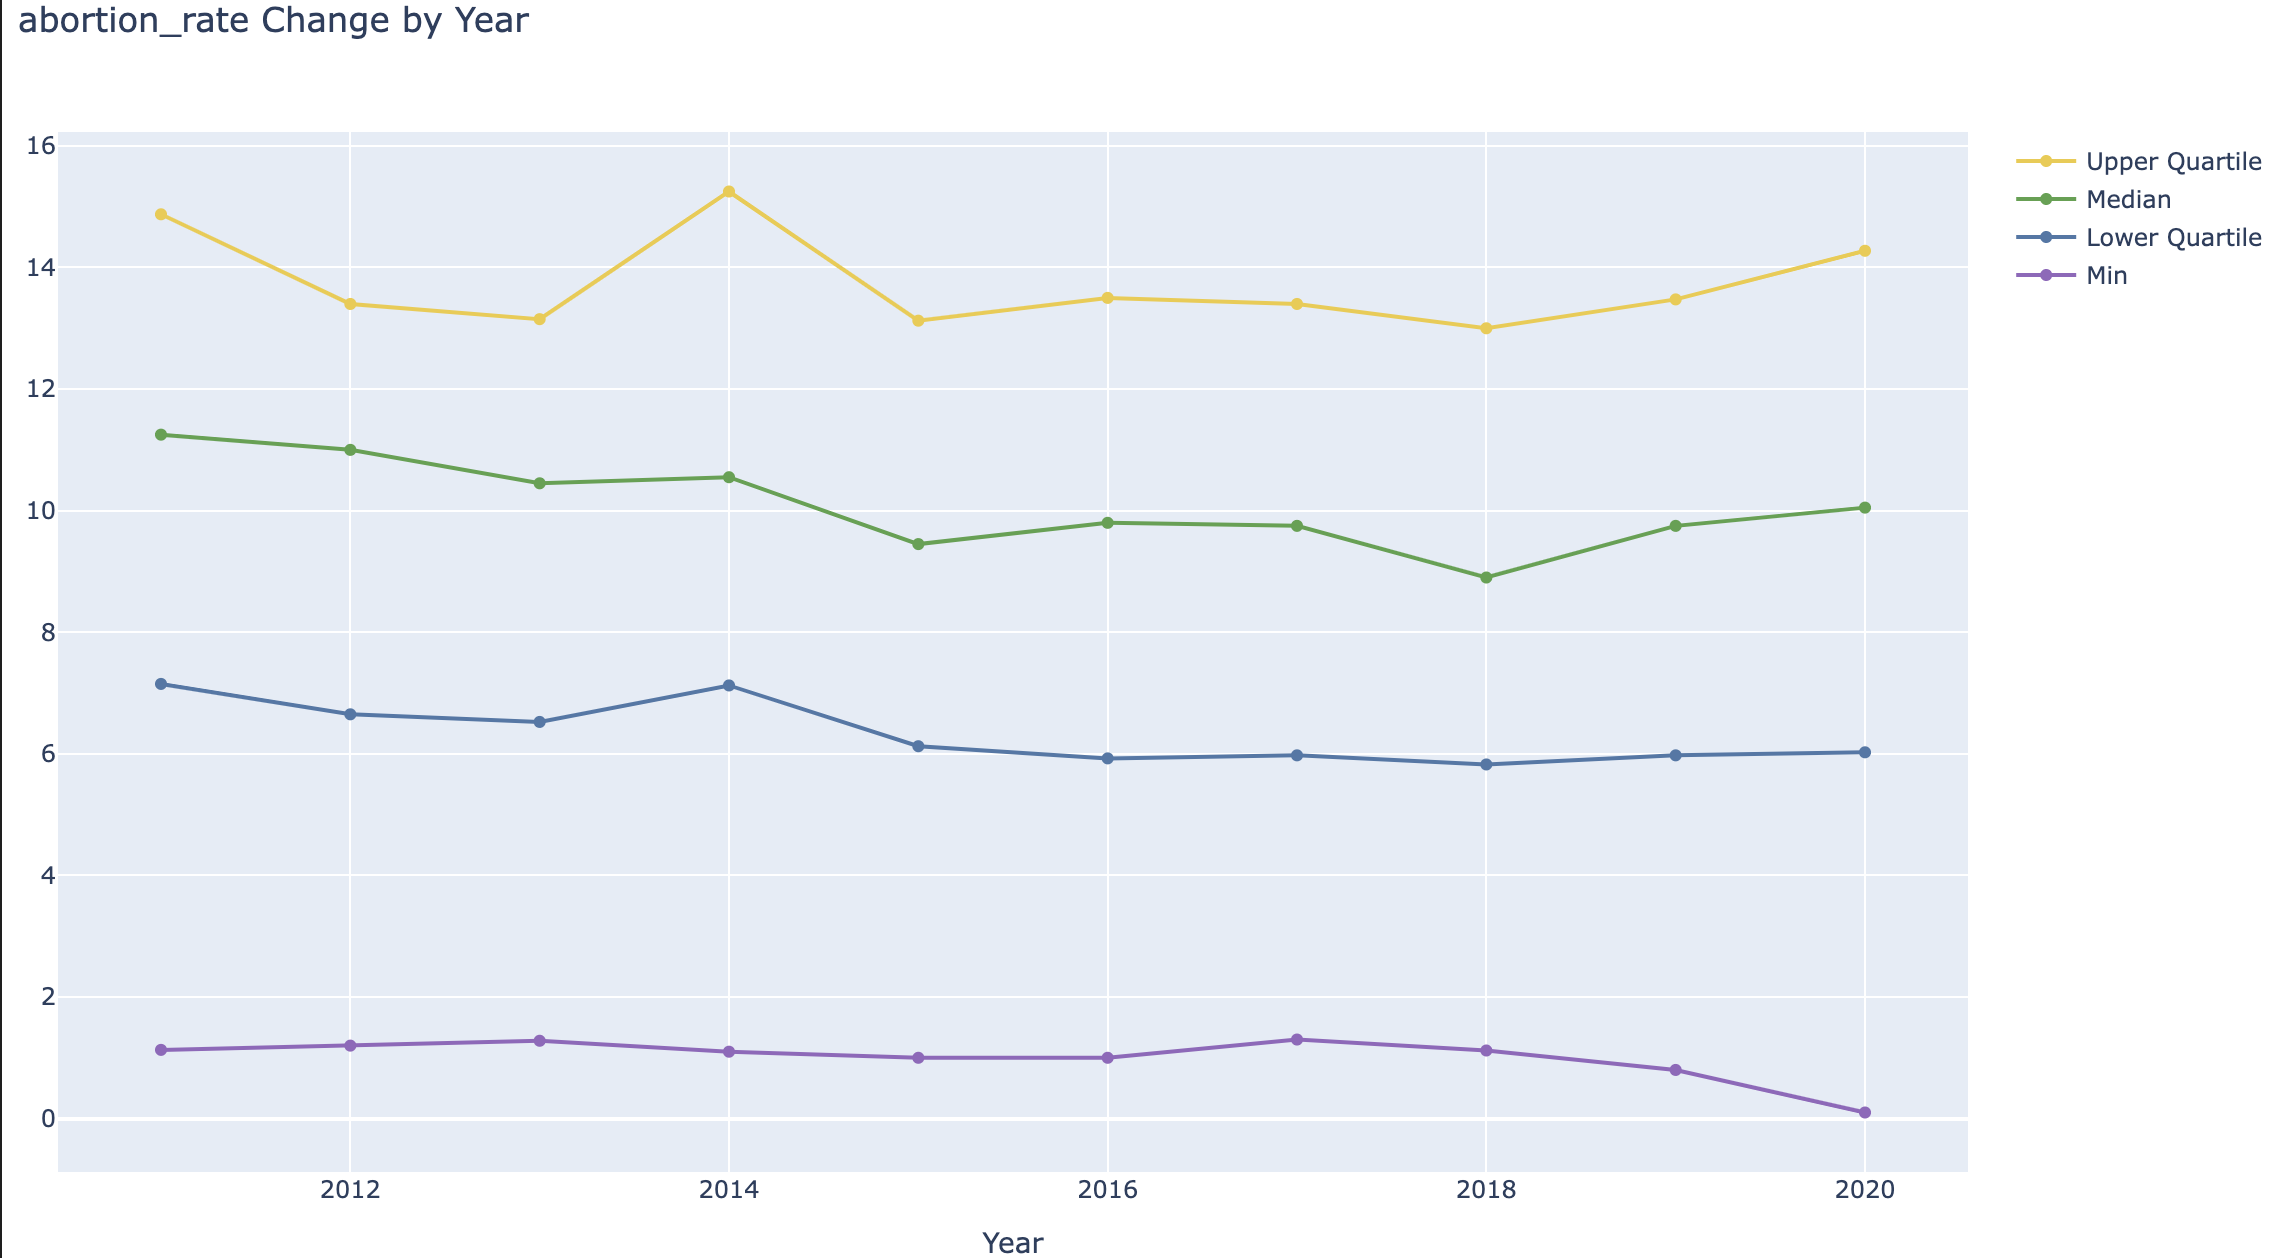 abortion_rate Change by Year
16
14
12
10
8
6
4
2
0
2012
2014
2016
2018
2020
Year
Upper Quartile
Median
Lower Quartile
Min